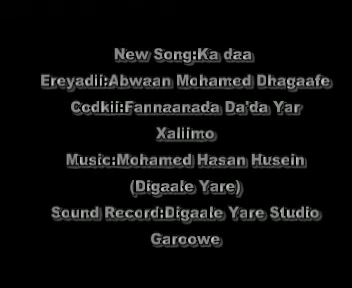 New Song:Ka daa
Ereyadii:Abwaan Mohamed Dhagaafe
Codkii:Fannaanada Da'da Yar
Xaliimo
Music:Mohamed Hasan Husein
(Digaale Yare)
Sound Record:Digaale Yare Studio
Garoowe